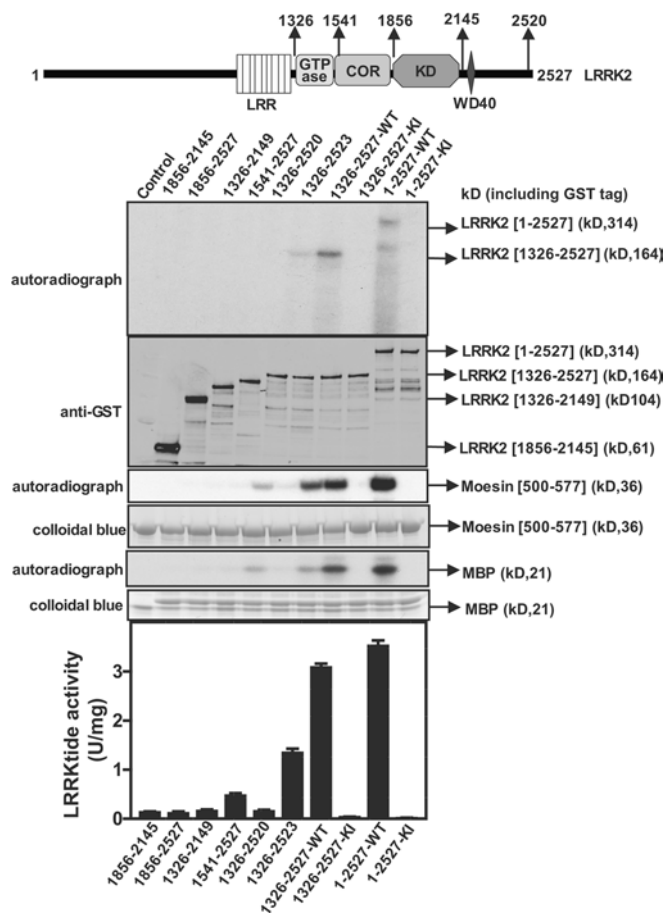 1326 1541 1856 2145 2520
1 GTP ase COR KD 2527 LRRK2
LRR WD40
Control
1856-2145
1856-2527
1326-2149
1541-2527
1326-2520
1326-2523
1326-2527-WT
1326-2527-KI
1-2527-WT
1-2527-KI
kD (including GST tag)
LRRK2 [1-2527] (kD,314)
LRRK2 [1326-2527] (kD,164)
autoradiograph
LRRK2 [1-2527] (kD,314)
LRRK2 [1326-2527] (kD,164)
LRRK2 [1326-2149] (kD104)
anti-GST
LRRK2 [1856-2145] (kD,61)
autoradiograph Moesin [500-577] (kD,36)
colloidal blue Moesin [500-577] (kD,36)
autoradiograph MBP (kD,21)
colloidal blue MBP (kD,21)
LRRKtide activity
(U/mg)
3
2
1
0
1856-2145
1856-2527
1326-2149
1541-2527
1326-2520
1326-2523
1326-2527-WT
1326-2527-KI
1-2527-WT
1-2527-KI